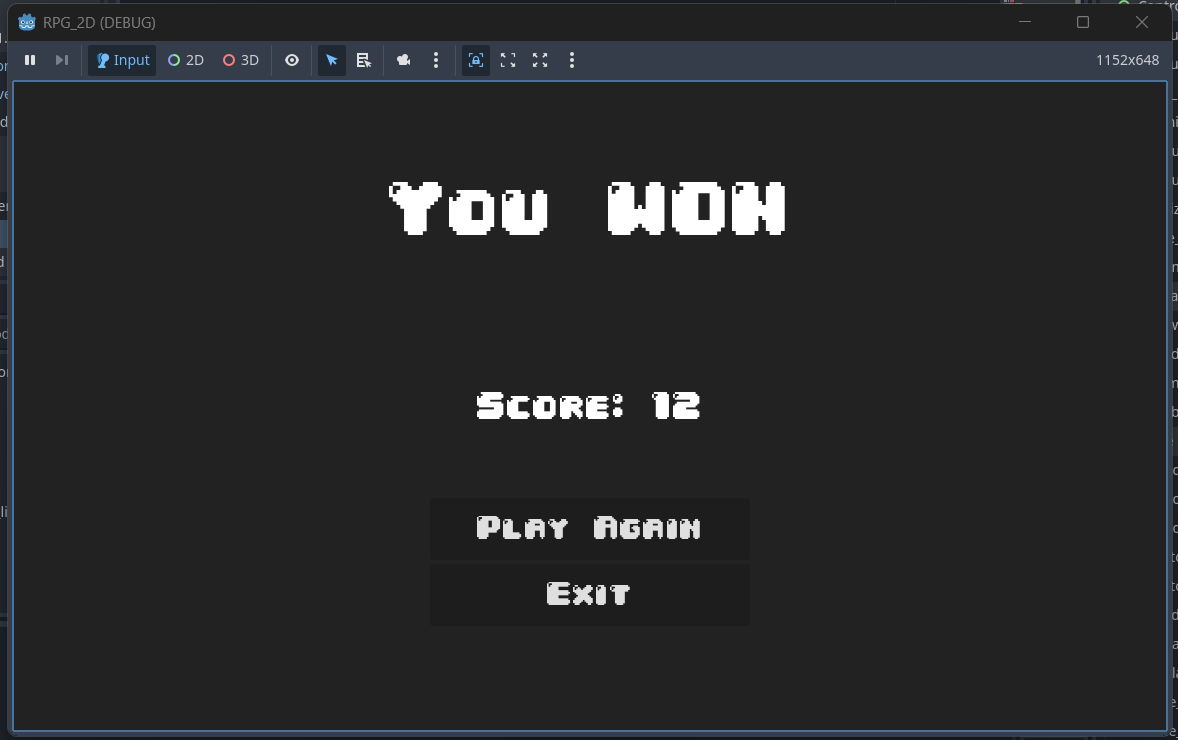 RPG_2D (DEBUG)
Input 2D 3D 1152x648
You WON
Score: 12
Play Again
Exit